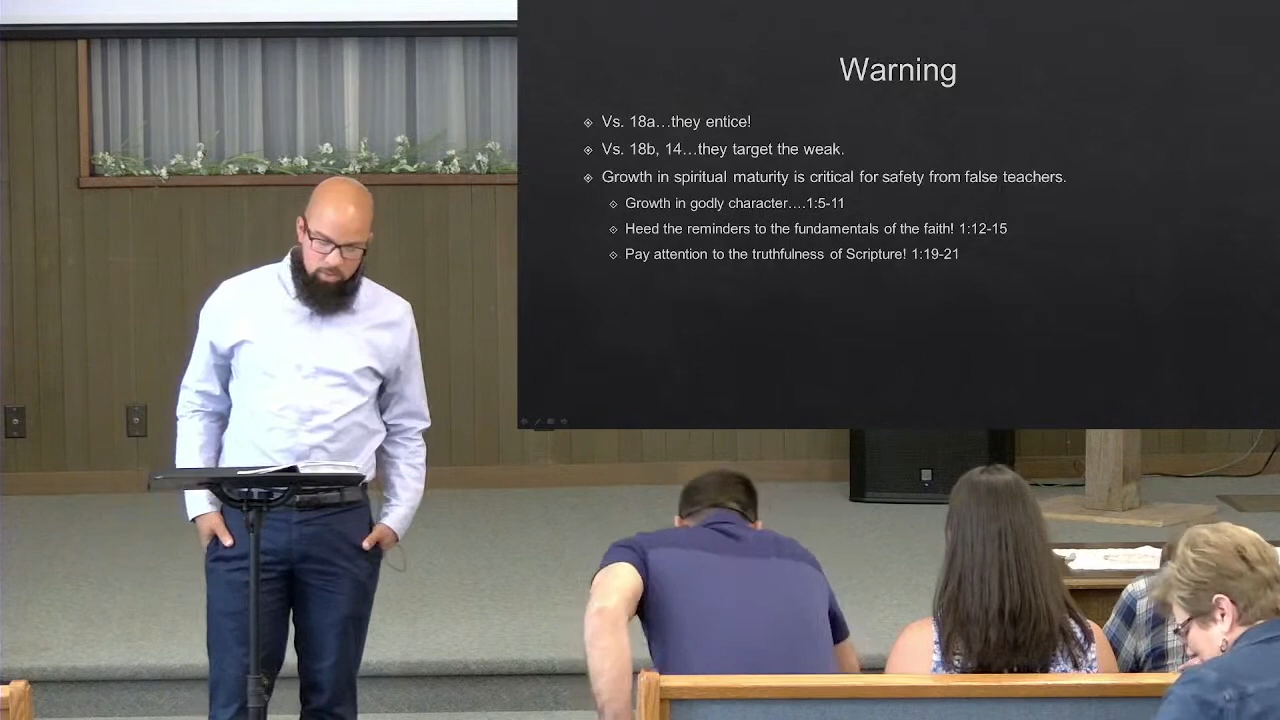 Warning
Vs. 18a…they entice!
Vs. 18b, 14…they target the weak.
Growth in spiritual maturity is critical for safety from false teachers.
Growth in godly character….1:5-11
Heed the reminders to the fundamentals of the faith! 1:12-15
Pay attention to the truthfulness of Scripture! 1:19-21